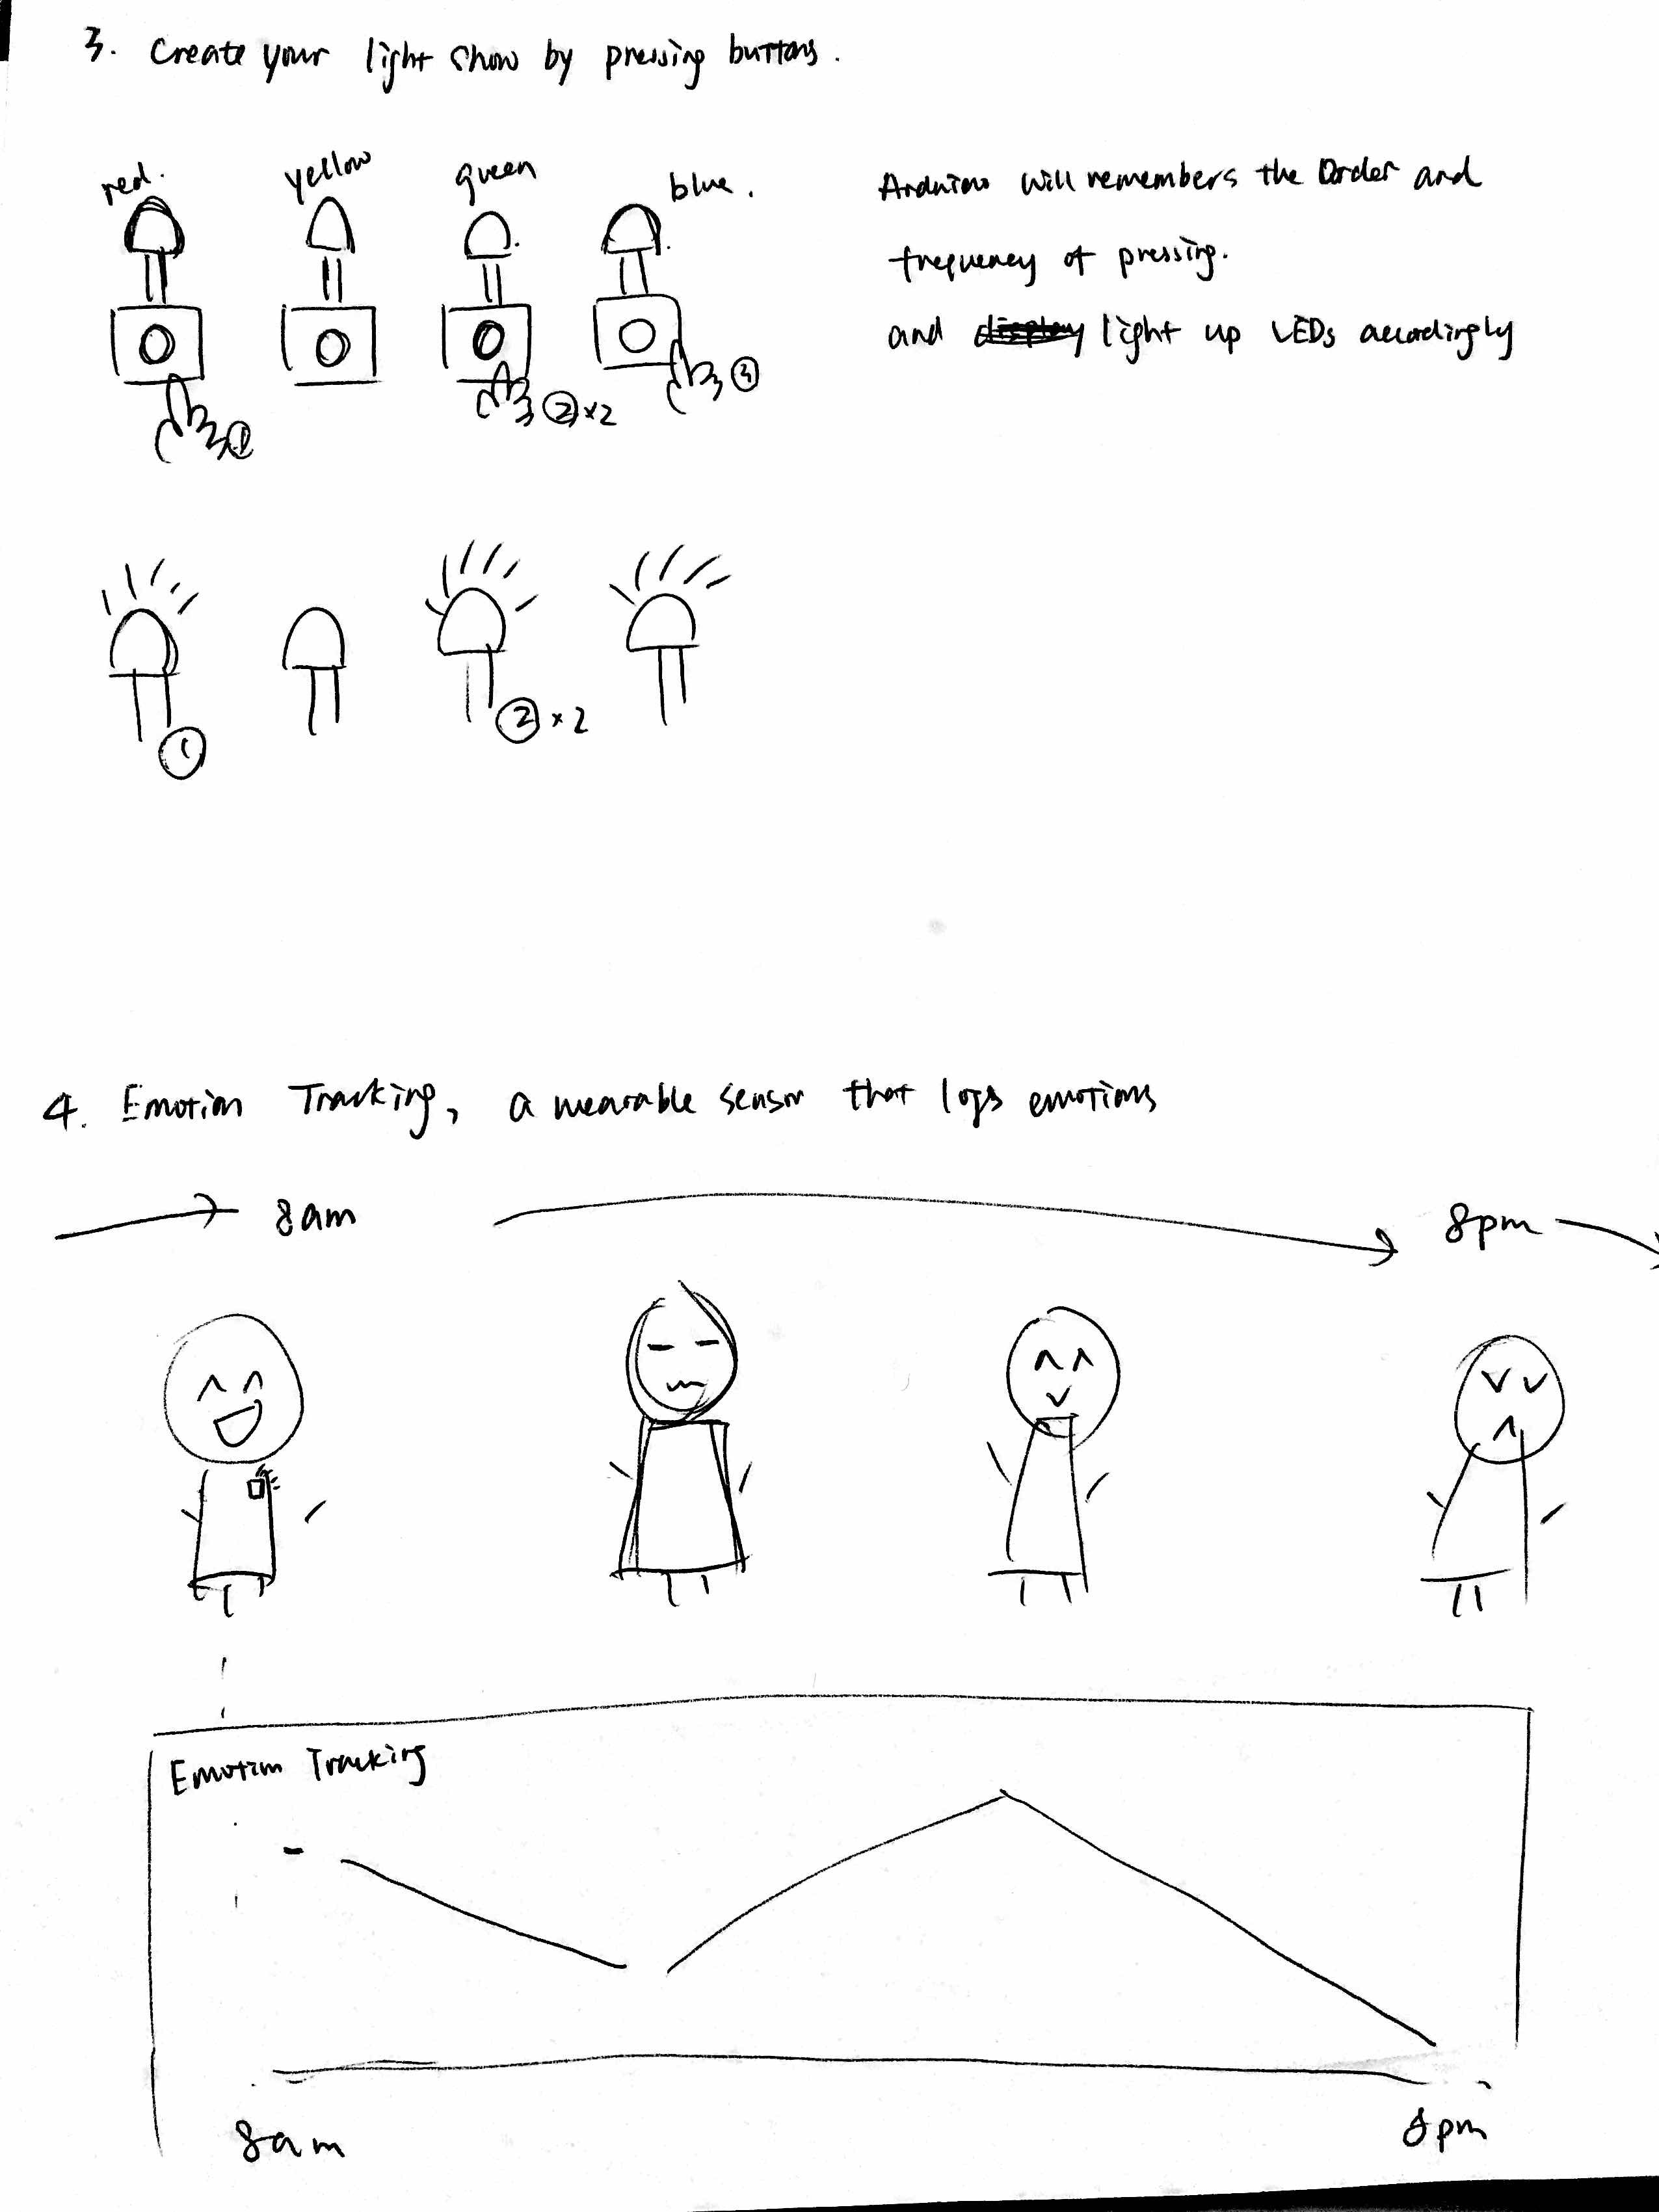 3. Create your light show by pressing buttons.
red. yellow green blue.
Arduino will remembers the Order and
frequency of pressing.
and display light up LEDs accordingly
① ②×2 ③
① ②×2
4. Emotion Tracking, a wearable sensor that logs emotions
8am 8pm
Emotion Tracking
8am 8pm